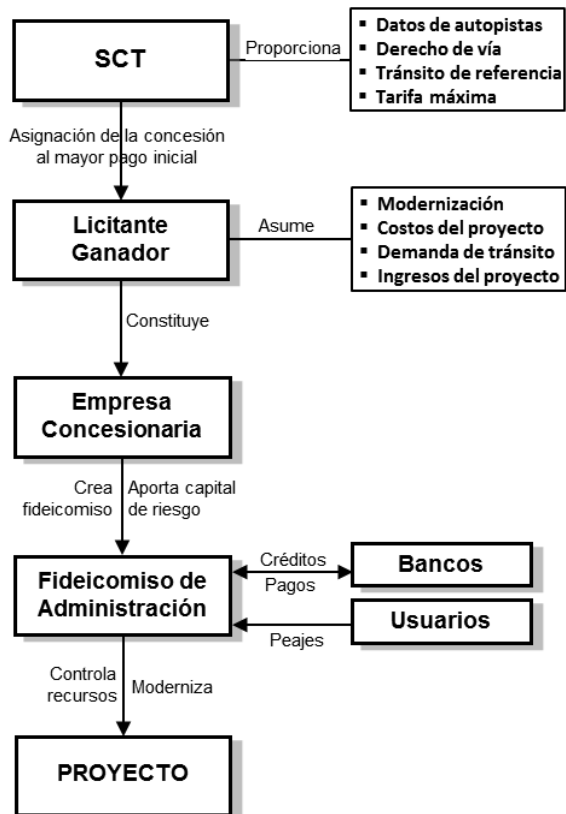 SCT
Proporciona
▪ Datos de autopistas
▪ Derecho de vía
▪ Tránsito de referencia
▪ Tarifa máxima
Asignación de la concesión
al mayor pago inicial
Licitante
Ganador
Asume
▪ Modernización
▪ Costos del proyecto
▪ Demanda de tránsito
▪ Ingresos del proyecto
Constituye
Empresa
Concesionaria
Crea
fideicomiso
Aporta capital
de riesgo
Fideicomiso de
Administración
Créditos
Pagos
Bancos
Peajes
Usuarios
Controla
recursos
Moderniza
PROYECTO